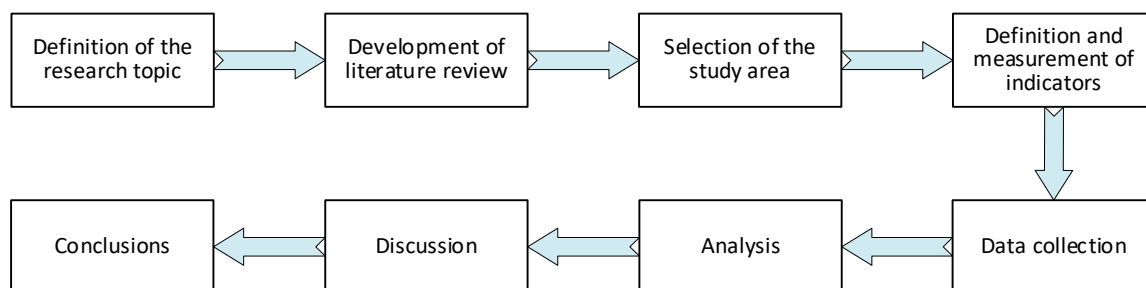 Definition of the
research topic
Development of
literature review
Selection of the
study area
Definition and
measurement of
indicators
Conclusions
Discussion
Analysis
Data collection